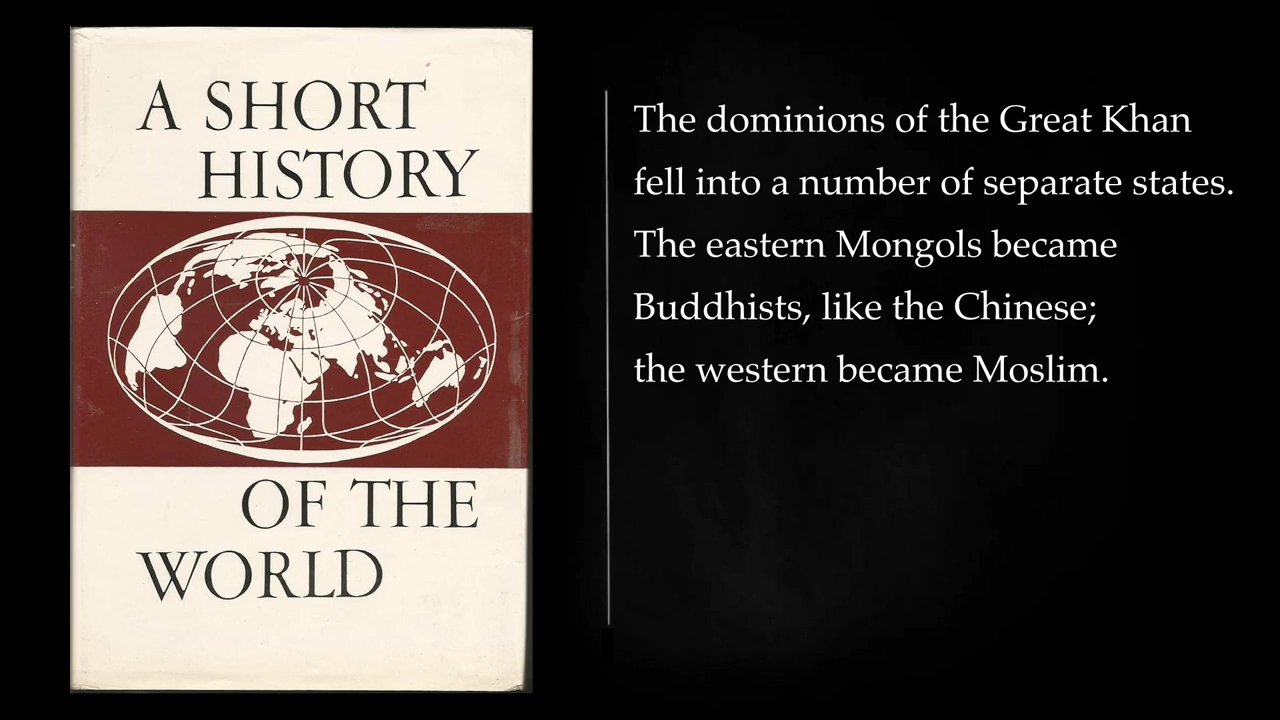 A SHORT
HISTORY
OF THE
WORLD
The dominions of the Great Khan
fell into a number of separate states.
The eastern Mongols became
Buddhists, like the Chinese;
the western became Moslim.